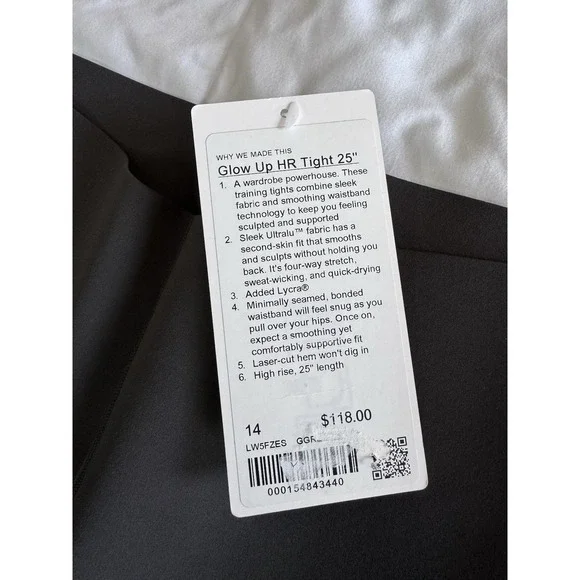 WHY WE MADE THIS
Glow Up HR Tight 25"
1. A wardrobe powerhouse. These
training tights combine sleek
fabric and smoothing waistband
technology to keep you feeling
sculpted and supported
2. Sleek Ultralu™ fabric has a
second-skin fit that smooths
and sculpts without holding you
back. It's four-way stretch,
sweat-wicking, and quick-drying
3. Added Lycra®
4. Minimally seamed, bonded
waistband will feel snug as you
pull over your hips. Once on,
expect a smoothing yet
comfortably supportive fit
5. Laser-cut hem won't dig in
6. High rise, 25" length
14 $118.00
LW5FZES
000154843440